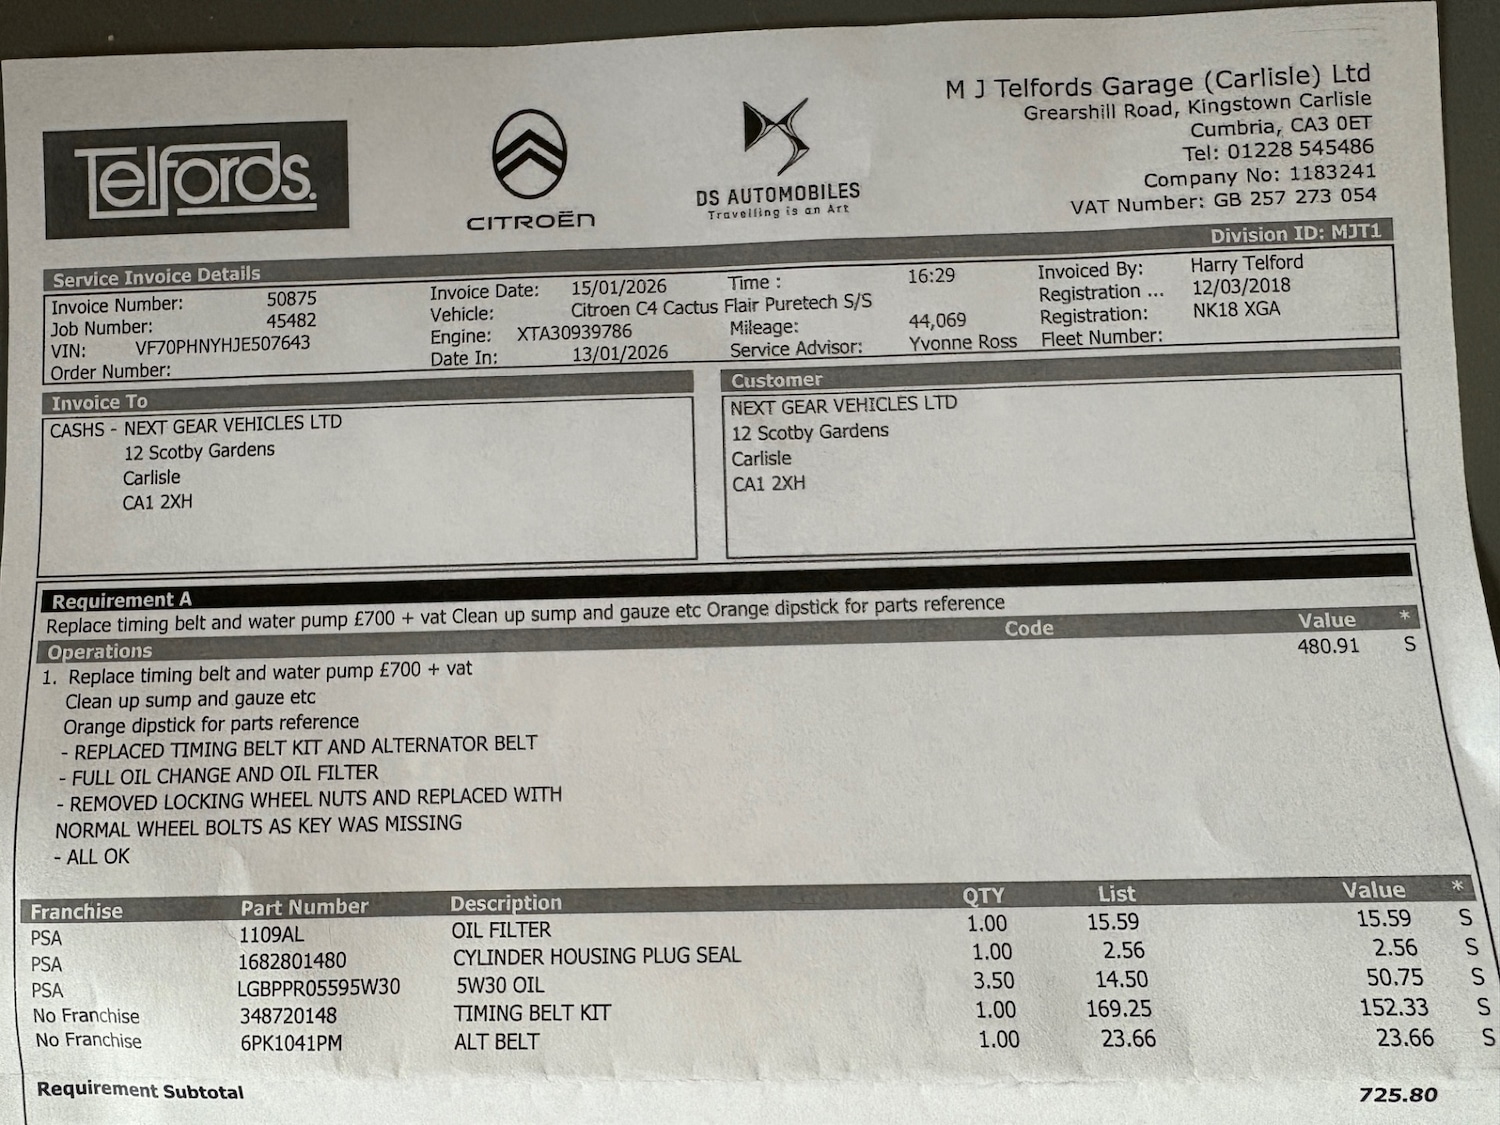 Telfords.
CITROËN
DS AUTOMOBILES
Travelling is an Art
M J Telfords Garage (Carlisle) Ltd
Grearshill Road, Kingstown Carlisle
Cumbria, CA3 0ET
Tel: 01228 545486
Company No: 1183241
VAT Number: GB 257 273 054
Division ID: MJT1
Service Invoice Details
Invoice Number: 50875 Invoice Date: 15/01/2026 Time : 16:29 Invoiced By: Harry Telford
Job Number: 45482 Vehicle: Citroen C4 Cactus Flair Puretech S/S Registration ... 12/03/2018
VIN: VF70PHNYHJE507643 Engine: XTA30939786 Mileage: 44,069 Registration: NK18 XGA
Order Number: Date In: 13/01/2026 Service Advisor: Yvonne Ross Fleet Number:
Invoice To
CASHS - NEXT GEAR VEHICLES LTD
12 Scotby Gardens
Carlisle
CA1 2XH
Customer
NEXT GEAR VEHICLES LTD
12 Scotby Gardens
Carlisle
CA1 2XH
Requirement A
Replace timing belt and water pump £700 + vat Clean up sump and gauze etc Orange dipstick for parts reference
Operations Code Value *
1. Replace timing belt and water pump £700 + vat 480.91 S
Clean up sump and gauze etc
Orange dipstick for parts reference
- REPLACED TIMING BELT KIT AND ALTERNATOR BELT
- FULL OIL CHANGE AND OIL FILTER
- REMOVED LOCKING WHEEL NUTS AND REPLACED WITH
NORMAL WHEEL BOLTS AS KEY WAS MISSING
- ALL OK
Franchise Part Number Description QTY List Value *
PSA 1109AL OIL FILTER 1.00 15.59 15.59 S
PSA 1682801480 CYLINDER HOUSING PLUG SEAL 1.00 2.56 2.56 S
PSA LGBPPR05595W30 5W30 OIL 3.50 14.50 50.75 S
No Franchise 348720148 TIMING BELT KIT 1.00 169.25 152.33 S
No Franchise 6PK1041PM ALT BELT 1.00 23.66 23.66 S
Requirement Subtotal 725.80